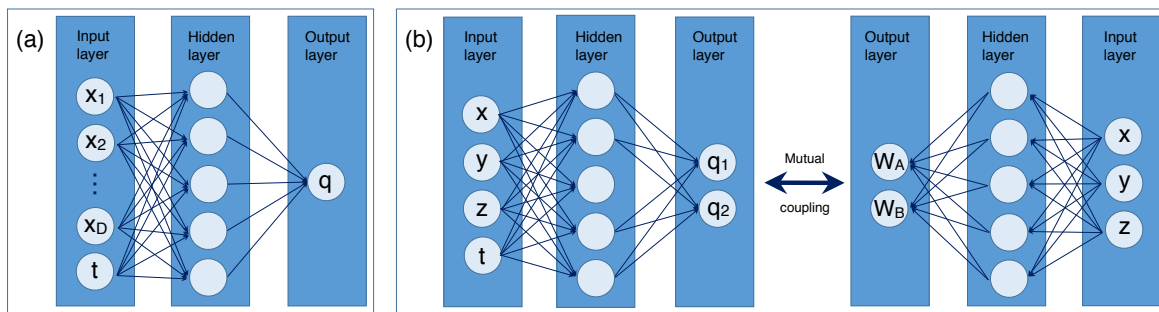 (a)
Input
layer
Hidden
layer
Output
layer
x1
x2
⋮
xD
t
q
(b)
Input
layer
Hidden
layer
Output
layer
x
y
z
t
q1
q2
Mutual
coupling
Output
layer
Hidden
layer
Input
layer
WA
WB
x
y
z